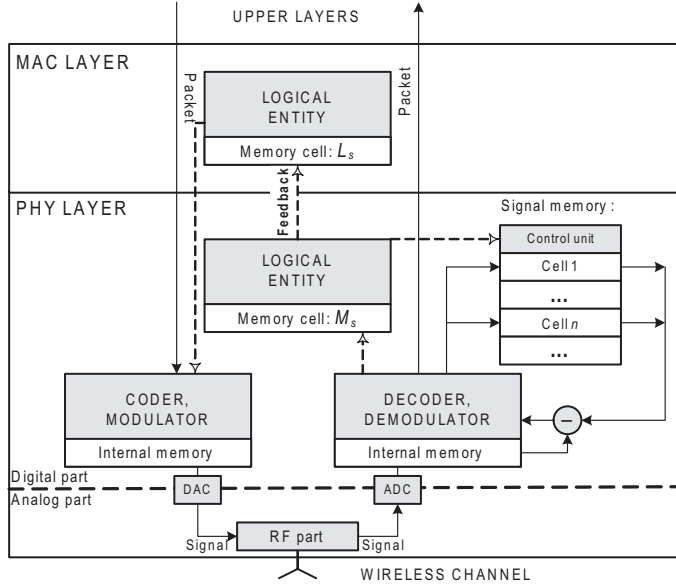 UPPER LAYERS
MAC LAYER
Packet
Packet
LOGICAL
ENTITY
Memory cell: Ls
Feedback
PHY LAYER
Signal memory :
LOGICAL
ENTITY
Memory cell: Ms
Control unit
Cell 1
...
Cell n
...
CODER,
MODULATOR
Internal memory
DECODER,
DEMODULATOR
Internal memory
−
Digital part
Analog part
DAC
ADC
Signal
RF part
Signal
WIRELESS CHANNEL